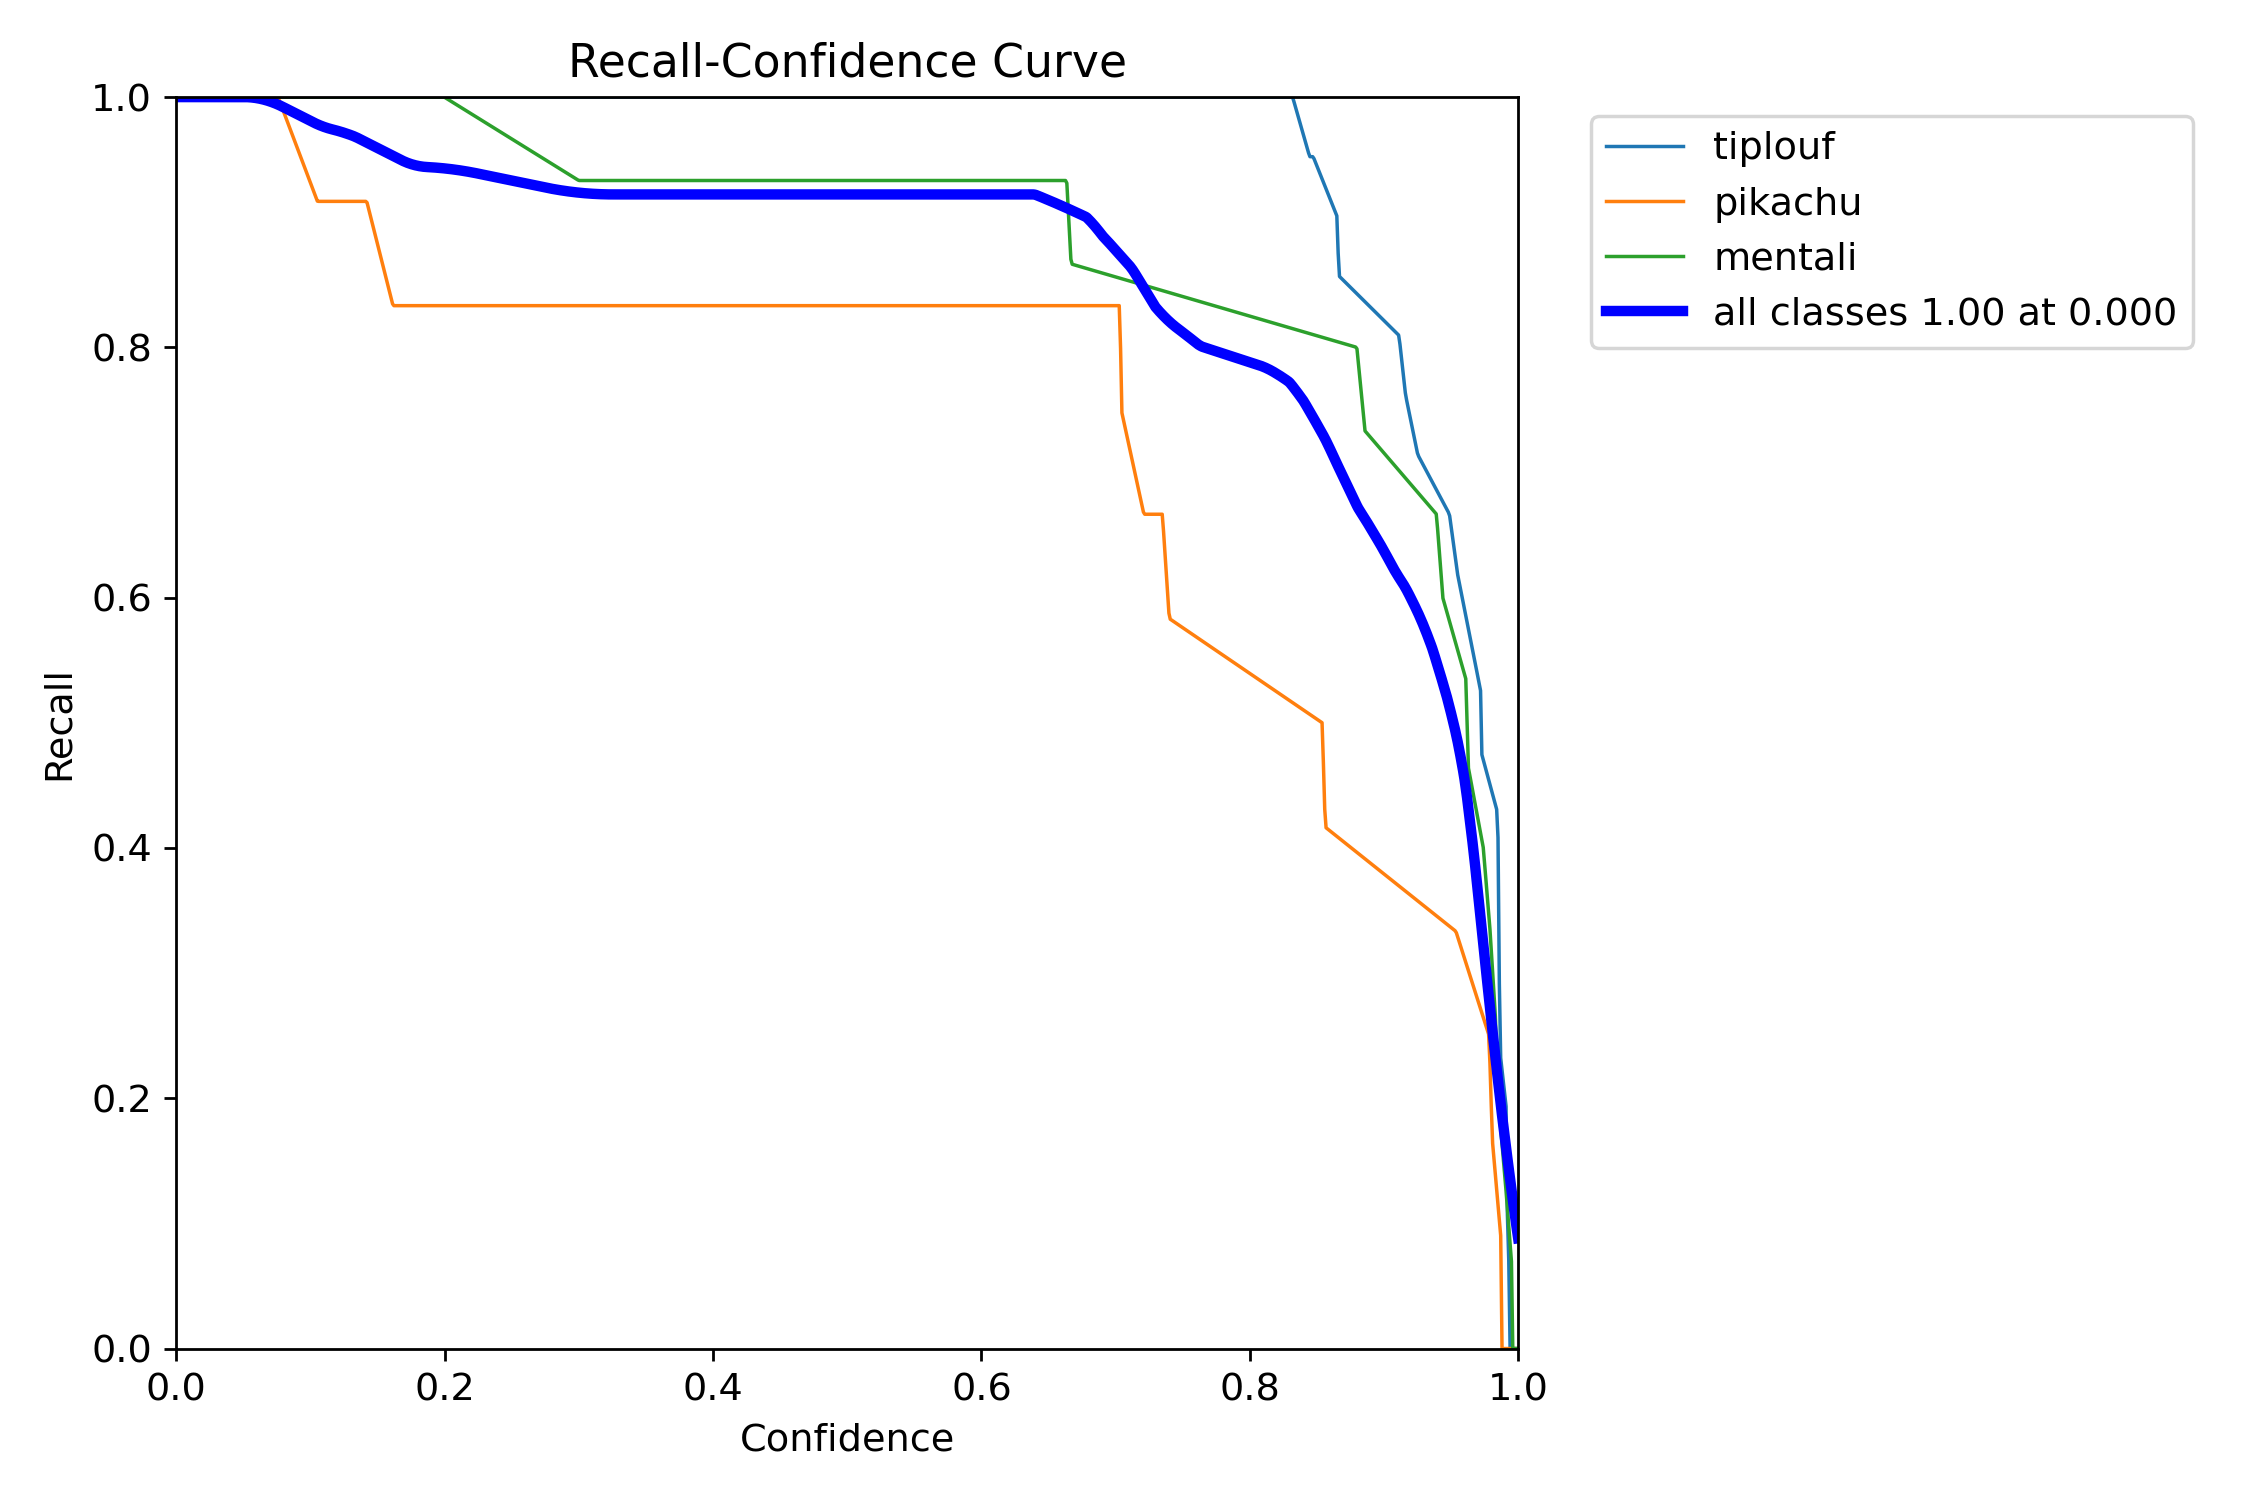 Recall-Confidence Curve
1.0
0.8
0.6
0.4
0.2
0.0
Recall
0.0 0.2 0.4 0.6 0.8 1.0
Confidence
tiplouf
pikachu
mentali
all classes 1.00 at 0.000